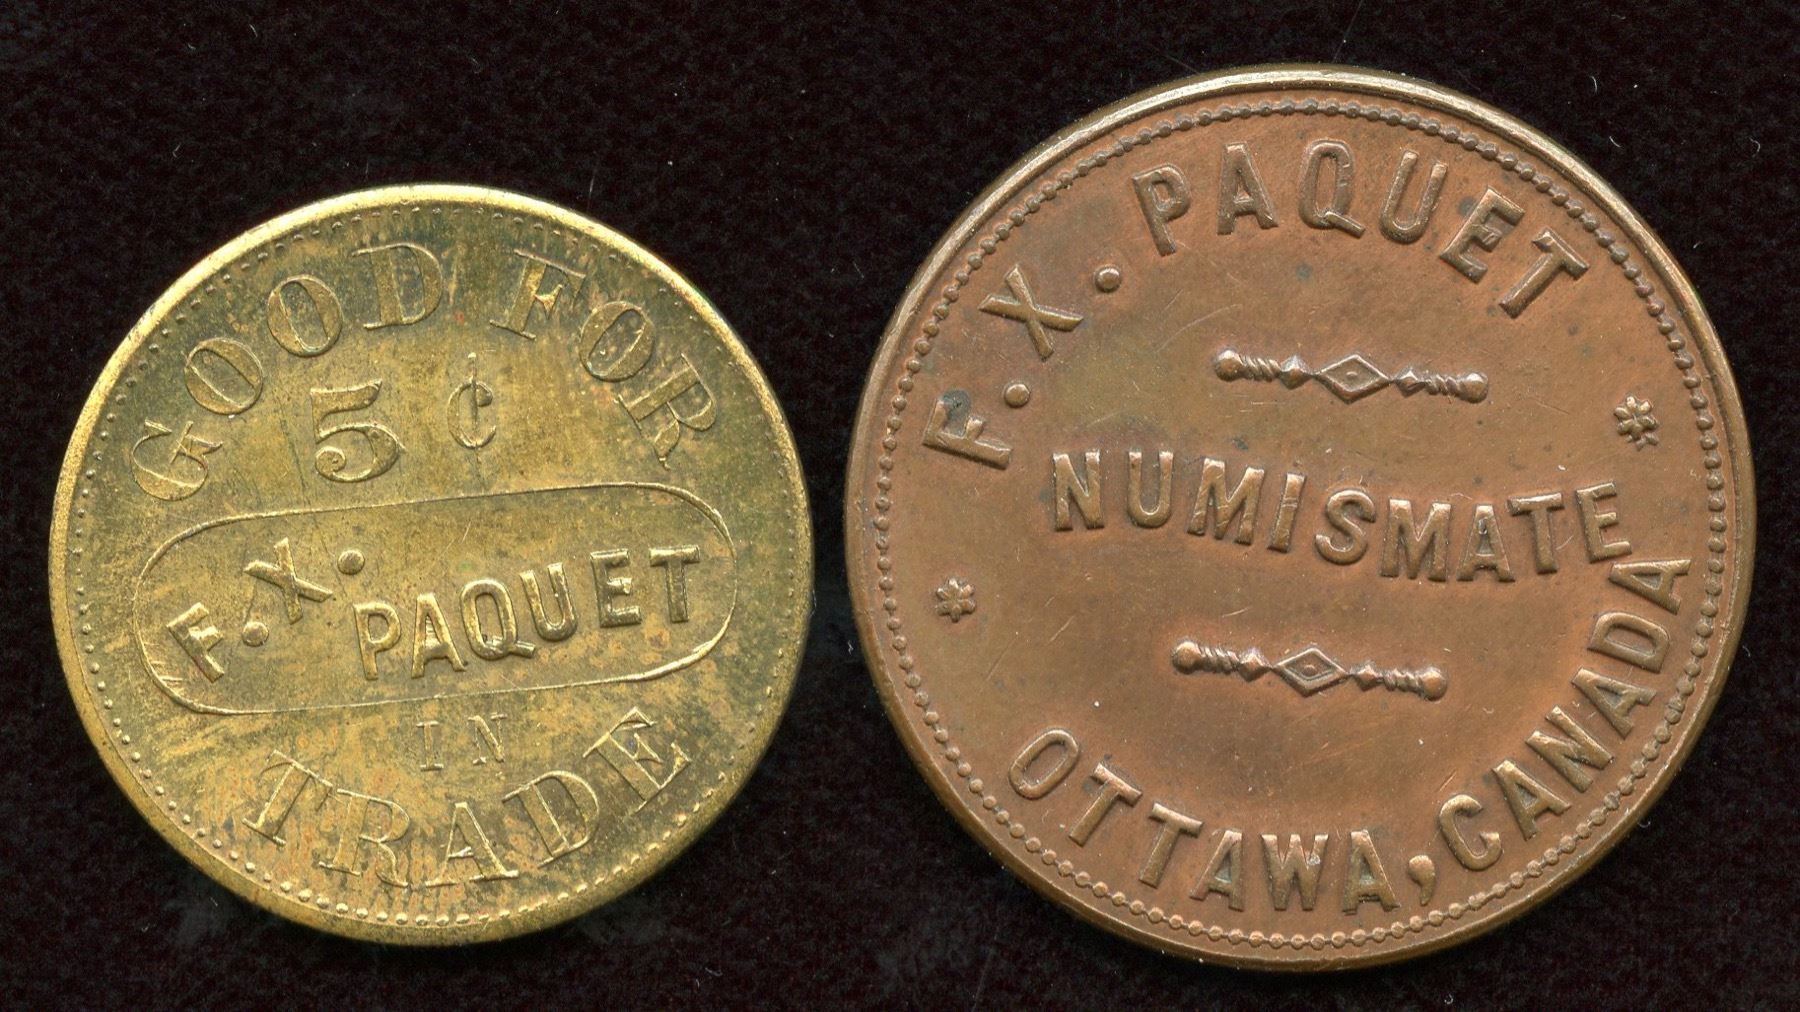 GOOD FOR
5 ¢
F.X. PAQUET
IN
TRADE
F.X. PAQUET
NUMISMATE
OTTAWA, CANADA